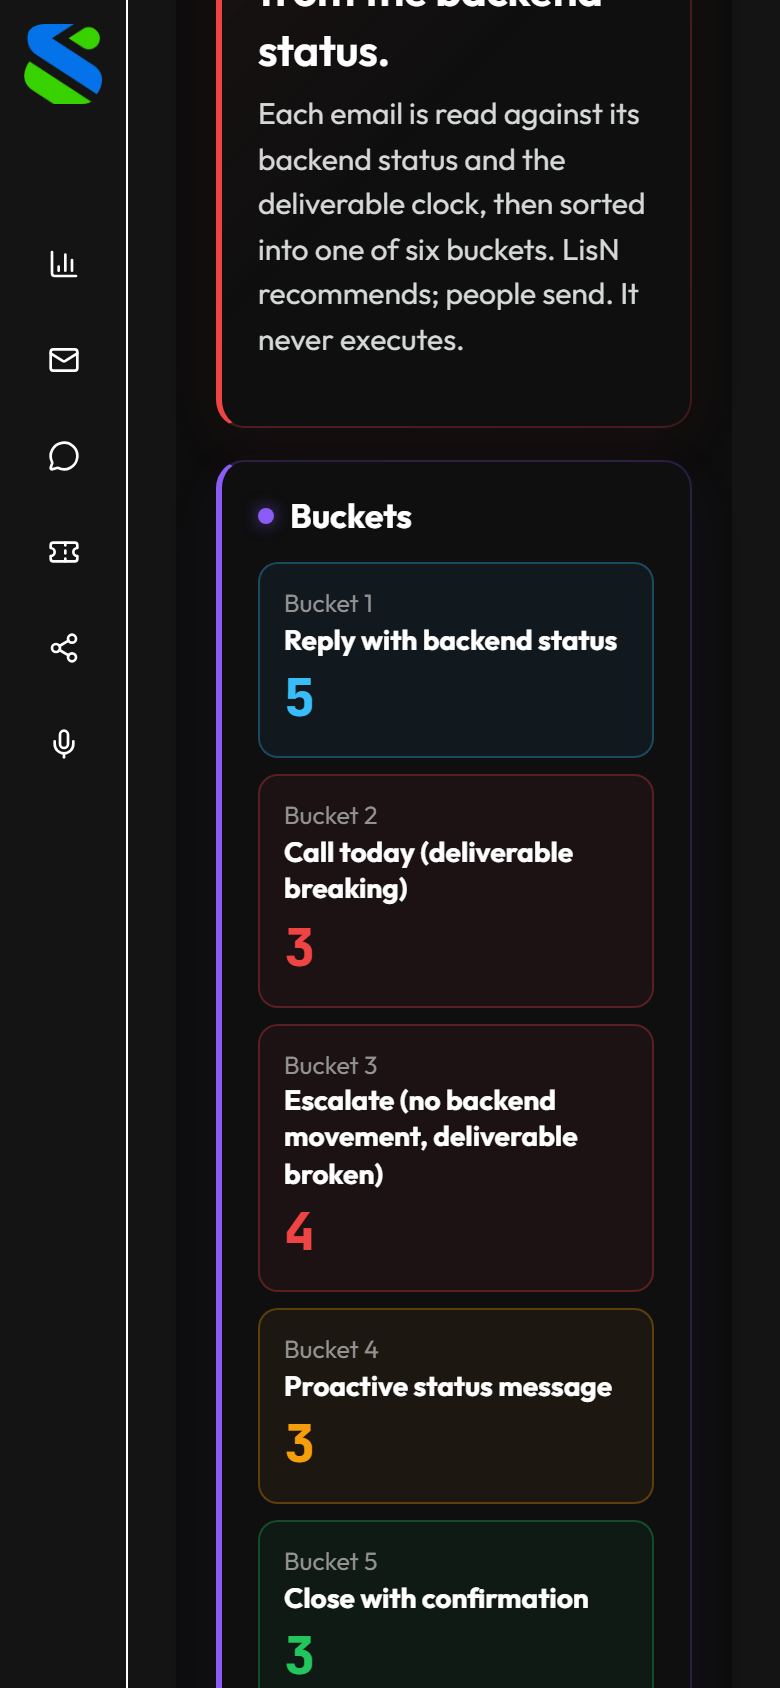 from the backend
status.
Each email is read against its
backend status and the
deliverable clock, then sorted
into one of six buckets. LisN
recommends; people send. It
never executes.
Buckets
Bucket 1
Reply with backend status
5
Bucket 2
Call today (deliverable
breaking)
3
Bucket 3
Escalate (no backend
movement, deliverable
broken)
4
Bucket 4
Proactive status message
3
Bucket 5
Close with confirmation
3